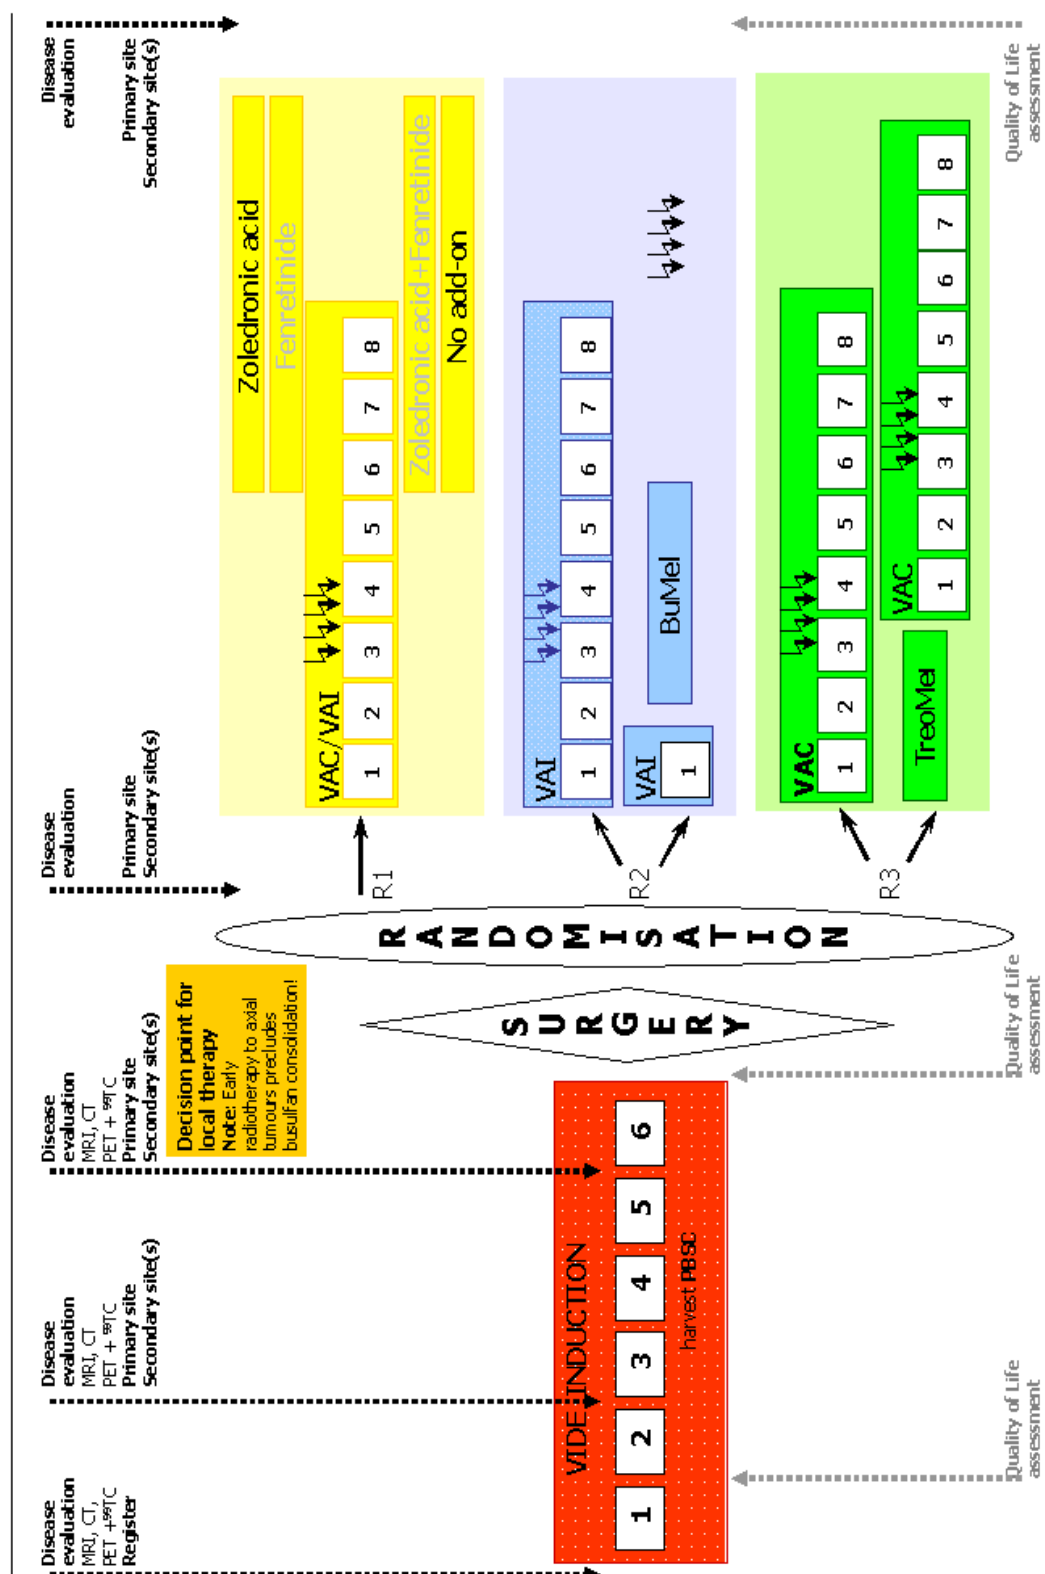 Disease
evaluation
MRI, CT,
PET +⁹⁹TC
Register
Disease
evaluation
MRI, CT
PET + ⁹⁹TC
Primary site
Secondary site(s)
Disease
evaluation
MRI, CT
PET + ⁹⁹TC
Primary site
Secondary site(s)
Disease
evaluation
Primary site
Secondary site(s)
Disease
evaluation
Primary site
Secondary site(s)
Decision point for
local therapy
Note: Early
radiotherapy to axial
tumours precludes
busulfan consolidation!
VIDE INDUCTION
1 2 3 4 5 6
harvest PBSC
SURGERY
RANDOMISATION
R1
Zoledronic acid
Fenretinide
VAC/VAI
1 2 3 4 5 6 7 8
Zoledronic acid+Fenretinide
No add-on
R2
VAI
1 2 3 4 5 6 7 8
VAI
1
BuMel
R3
VAC
1 2 3 4 5 6 7 8
TreoMel
VAC
1 2 3 4 5 6 7 8
Quality of Life
assessment
Quality of Life
assessment
Quality of Life
assessment